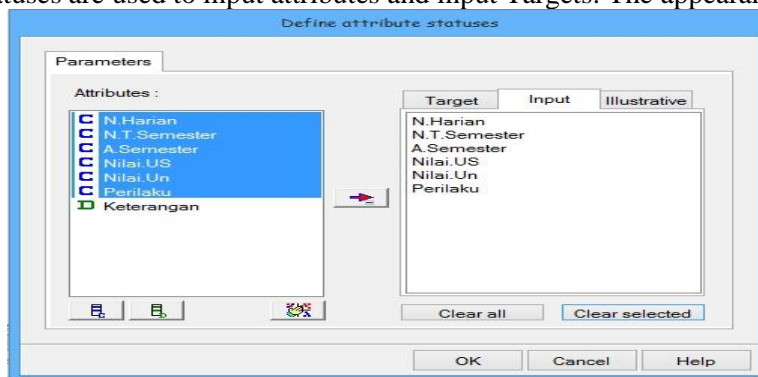 atuses are used to input attributes and input Targets. The appearan
Define attribute statuses
Parameters
Attributes :
C N.Harian
C N.T.Semester
C A.Semester
C Nilai.US
C Nilai.Un
C Perilaku
D Keterangan
Target Input Illustrative
N.Harian
N.T.Semester
A.Semester
Nilai.US
Nilai.Un
Perilaku
Clear all Clear selected
OK Cancel Help